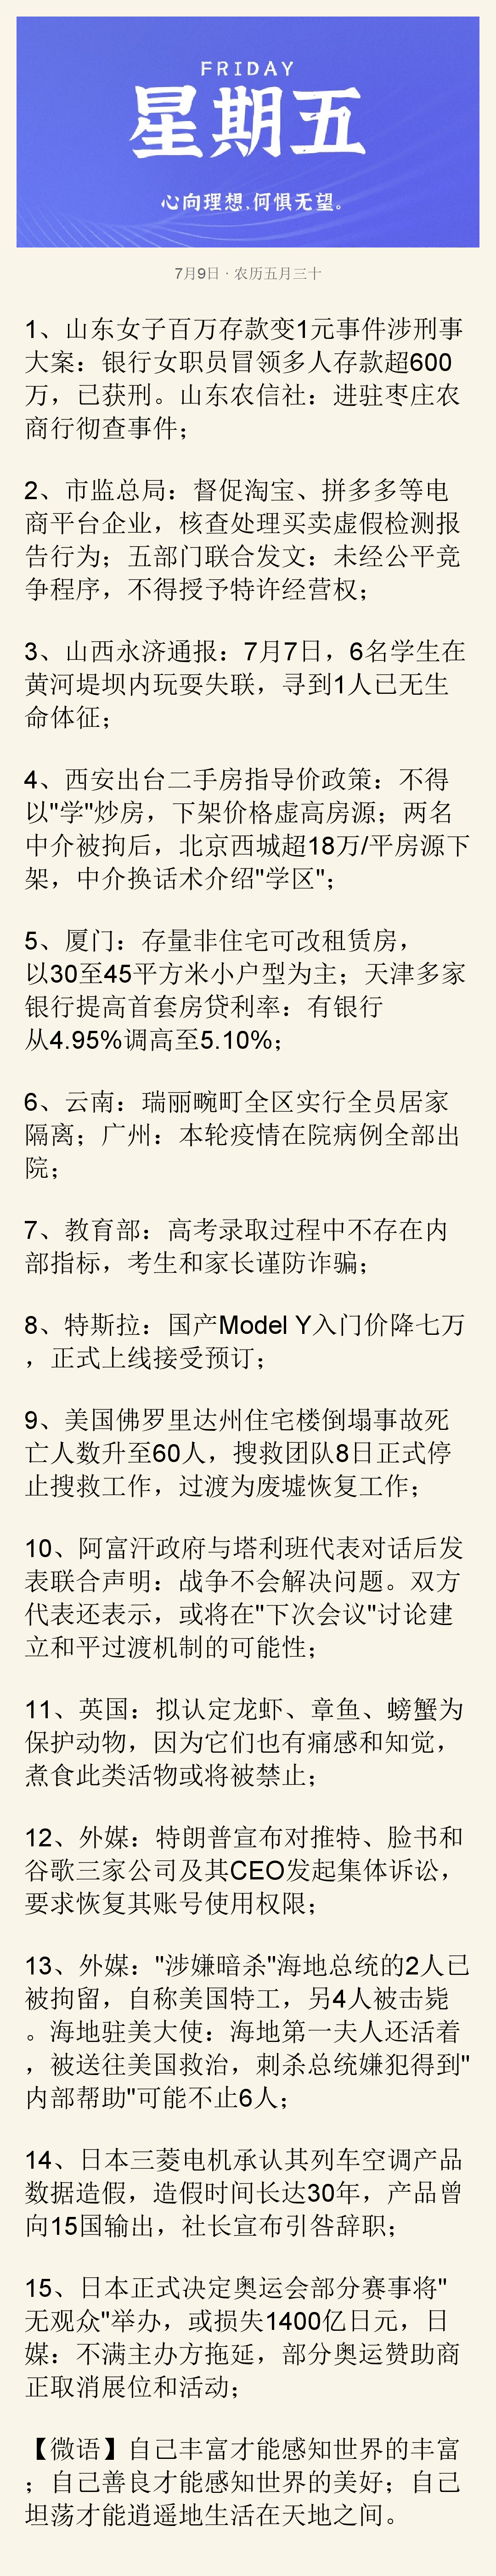 FRIDAY
星期五
心向理想,何惧无望。
7月9日 · 农历五月三十
1、山东女子百万存款变1元事件涉刑事
大案：银行女职员冒领多人存款超600
万，已获刑。山东农信社：进驻枣庄农
商行彻查事件；
2、市监总局：督促淘宝、拼多多等电
商平台企业，核查处理买卖虚假检测报
告行为；五部门联合发文：未经公平竞
争程序，不得授予特许经营权；
3、山西永济通报：7月7日，6名学生在
黄河堤坝内玩耍失联，寻到1人已无生
命体征；
4、西安出台二手房指导价政策：不得
以"学"炒房，下架价格虚高房源；两名
中介被拘后，北京西城超18万/平房源下
架，中介换话术介绍"学区"；
5、厦门：存量非住宅可改租赁房，
以30至45平方米小户型为主；天津多家
银行提高首套房贷利率：有银行
从4.95%调高至5.10%；
6、云南：瑞丽畹町全区实行全员居家
隔离；广州：本轮疫情在院病例全部出
院；
7、教育部：高考录取过程中不存在内
部指标，考生和家长谨防诈骗；
8、特斯拉：国产Model Y入门价降七万
，正式上线接受预订；
9、美国佛罗里达州住宅楼倒塌事故死
亡人数升至60人，搜救团队8日正式停
止搜救工作，过渡为废墟恢复工作；
10、阿富汗政府与塔利班代表对话后发
表联合声明：战争不会解决问题。双方
代表还表示，或将在"下次会议"讨论建
立和平过渡机制的可能性；
11、英国：拟认定龙虾、章鱼、螃蟹为
保护动物，因为它们也有痛感和知觉，
煮食此类活物或将被禁止；
12、外媒：特朗普宣布对推特、脸书和
谷歌三家公司及其CEO发起集体诉讼，
要求恢复其账号使用权限；
13、外媒："涉嫌暗杀"海地总统的2人已
被拘留，自称美国特工，另4人被击毙
。海地驻美大使：海地第一夫人还活着
，被送往美国救治，刺杀总统嫌犯得到"
内部帮助"可能不止6人；
14、日本三菱电机承认其列车空调产品
数据造假，造假时间长达30年，产品曾
向15国输出，社长宣布引咎辞职；
15、日本正式决定奥运会部分赛事将"
无观众"举办，或损失1400亿日元，日
媒：不满主办方拖延，部分奥运赞助商
正取消展位和活动；
【微语】自己丰富才能感知世界的丰富
；自己善良才能感知世界的美好；自己
坦荡才能逍遥地生活在天地之间。